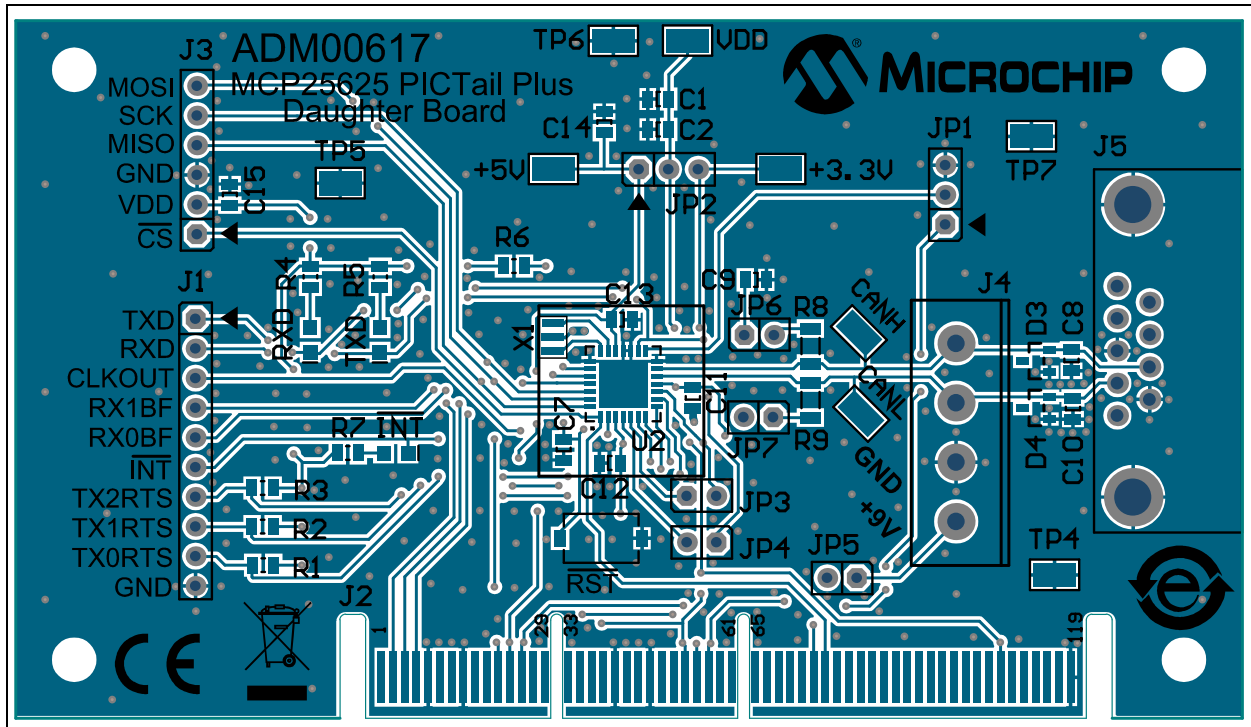 J3
MOSI
SCK
MISO
GND
VDD
CS
ADM00617
MCP25625 PICTail Plus
Daughter Board
C15
TP5
TP6
VDD
C1
C2
C14
+5V
+3.3V
JP2
MICROCHIP
®
JP1
TP7
J5
J1
TXD
RXD
CLKOUT
RX1BF
RX0BF
INT
TX2RTS
TX1RTS
TX0RTS
GND
R4
R5
RXD
TXD
R6
R7
INT
R3
R2
R1
C13
X1
C7
U2
C11
C12
C9
JP6
R8
CANH
CANL
JP7
R9
GND
+9V
J4
D3
C8
D4
C10
JP3
JP4
RST
JP5
TP4
J2
1
29
33
61
65
119
CE
e